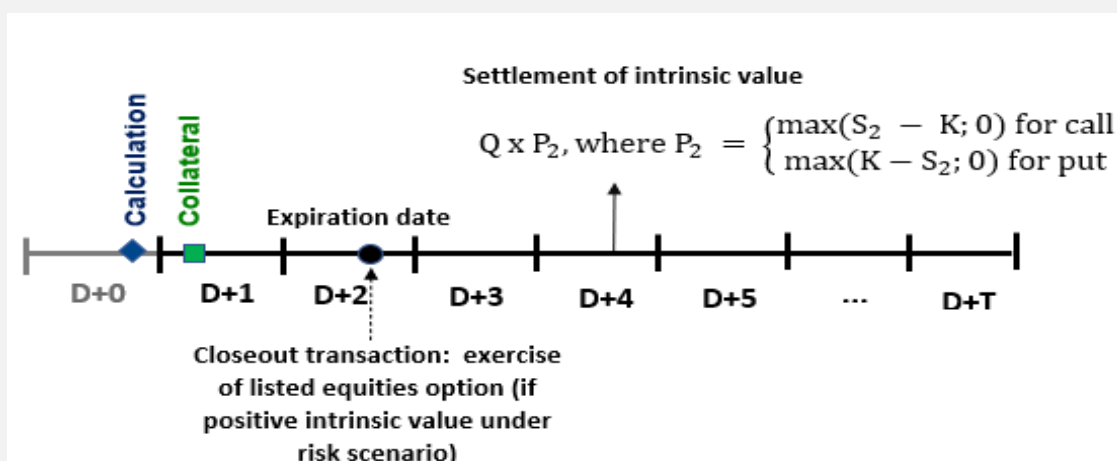 Settlement of intrinsic value
Q x P₂, where P₂ = {max(S₂ − K; 0) for call
max(K − S₂; 0) for put
Calculation
Collateral
Expiration date
D+0 D+1 D+2 D+3 D+4 D+5 ... D+T
Closeout transaction: exercise
of listed equities option (if
positive intrinsic value under
risk scenario)